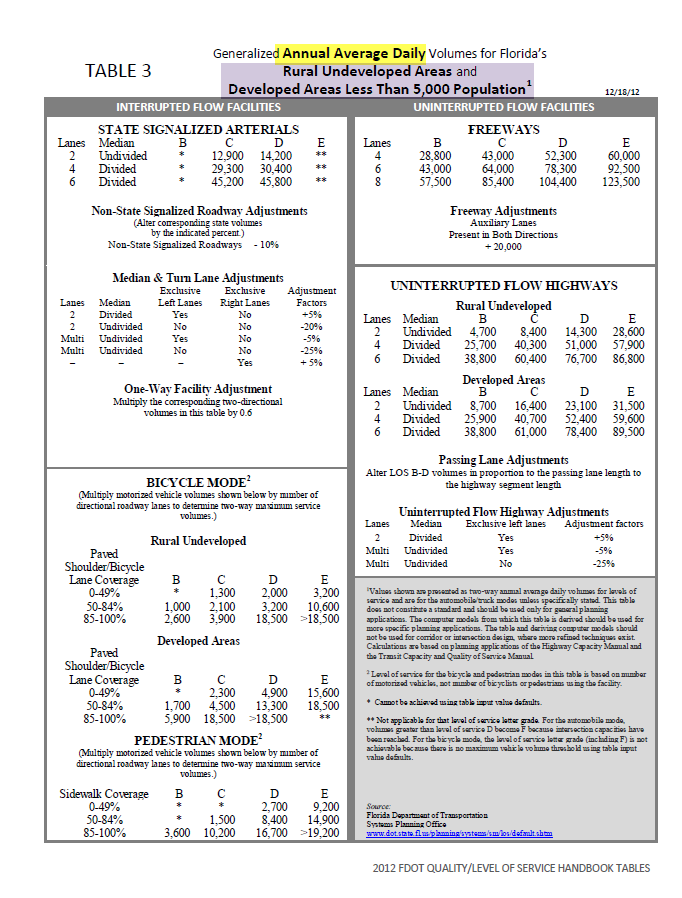 Generalized Annual Average Daily Volumes for Florida's
TABLE 3
Rural Undeveloped Areas and
Developed Areas Less Than 5,000 Population1
12/18/12
INTERRUPTED FLOW FACILITIES
STATE SIGNALIZED ARTERIALS
Lanes Median B C D E
2 Undivided * 12,900 14,200 **
4 Divided * 29,300 30,400 **
6 Divided * 45,200 45,800 **
Non-State Signalized Roadway Adjustments
(Alter corresponding state volumes
by the indicated percent.)
Non-State Signalized Roadways - 10%
Median & Turn Lane Adjustments
Exclusive Exclusive Adjustment
Lanes Median Left Lanes Right Lanes Factors
2 Divided Yes No +5%
2 Undivided No No -20%
Multi Undivided Yes No -5%
Multi Undivided No No -25%
– – – Yes + 5%
One-Way Facility Adjustment
Multiply the corresponding two-directional
volumes in this table by 0.6
BICYCLE MODE2
(Multiply motorized vehicle volumes shown below by number of
directional roadway lanes to determine two-way maximum service
volumes.)
Rural Undeveloped
Paved
Shoulder/Bicycle
Lane Coverage B C D E
0-49% * 1,300 2,000 3,200
50-84% 1,000 2,100 3,200 10,600
85-100% 2,600 3,900 18,500 >18,500
Developed Areas
Paved
Shoulder/Bicycle
Lane Coverage B C D E
0-49% * 2,300 4,900 15,600
50-84% 1,700 4,500 13,300 18,500
85-100% 5,900 18,500 >18,500 **
PEDESTRIAN MODE2
(Multiply motorized vehicle volumes shown below by number of
directional roadway lanes to determine two-way maximum service
volumes.)
Sidewalk Coverage B C D E
0-49% * * 2,700 9,200
50-84% * 1,500 8,400 14,900
85-100% 3,600 10,200 16,700 >19,200
UNINTERRUPTED FLOW FACILITIES
FREEWAYS
Lanes B C D E
4 28,800 43,000 52,300 60,000
6 43,000 64,000 78,300 92,500
8 57,500 85,400 104,400 123,500
Freeway Adjustments
Auxiliary Lanes
Present in Both Directions
+ 20,000
UNINTERRUPTED FLOW HIGHWAYS
Rural Undeveloped
Lanes Median B C D E
2 Undivided 4,700 8,400 14,300 28,600
4 Divided 25,700 40,300 51,000 57,900
6 Divided 38,800 60,400 76,700 86,800
Developed Areas
Lanes Median B C D E
2 Undivided 8,700 16,400 23,100 31,500
4 Divided 25,900 40,700 52,400 59,600
6 Divided 38,800 61,000 78,400 89,500
Passing Lane Adjustments
Alter LOS B-D volumes in proportion to the passing lane length to
the highway segment length
Uninterrupted Flow Highway Adjustments
Lanes Median Exclusive left lanes Adjustment factors
2 Divided Yes +5%
Multi Undivided Yes -5%
Multi Undivided No -25%
1Values shown are presented as two-way annual average daily volumes for levels of
service and are for the automobile/truck modes unless specifically stated. This table
does not constitute a standard and should be used only for general planning
applications. The computer models from which this table is derived should be used for
more specific planning applications. The table and deriving computer models should
not be used for corridor or intersection design, where more refined techniques exist.
Calculations are based on planning applications of the Highway Capacity Manual and
the Transit Capacity and Quality of Service Manual.
2 Level of service for the bicycle and pedestrian modes in this table is based on number
of motorized vehicles, not number of bicyclists or pedestrians using the facility.
* Cannot be achieved using table input value defaults.
** Not applicable for that level of service letter grade. For the automobile mode,
volumes greater than level of service D become F because intersection capacities have
been reached. For the bicycle mode, the level of service letter grade (including F) is not
achievable because there is no maximum vehicle volume threshold using table input
value defaults.
Source:
Florida Department of Transportation
Systems Planning Office
www.dot.state.fl.us/planning/systems/sm/los/default.shtm
2012 FDOT QUALITY/LEVEL OF SERVICE HANDBOOK TABLES